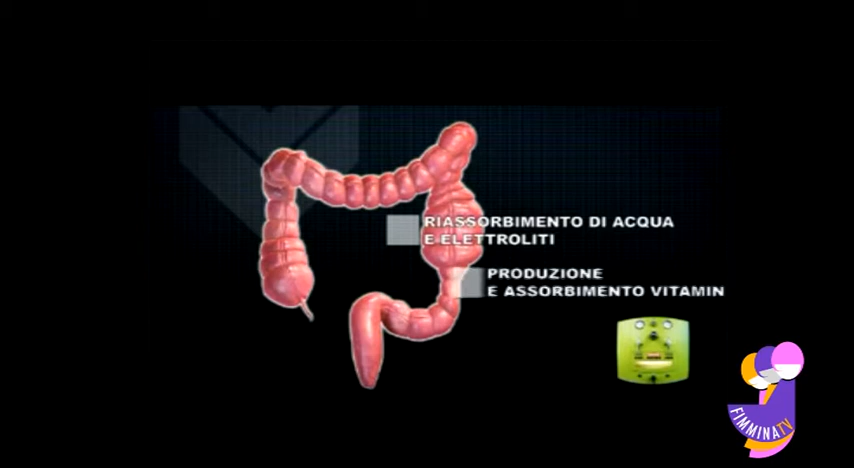 RIASSORBIMENTO DI ACQUA
E ELETTROLITI
PRODUZIONE
E ASSORBIMENTO VITAMIN
FIMMINATV